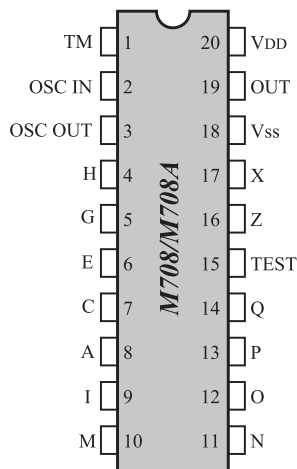 TM 1 20 VDD
OSC IN 2 19 OUT
OSC OUT 3 18 Vss
H 4 17 X
G 5 16 Z
E 6 15 TEST
C 7 14 Q
A 8 13 P
I 9 12 O
M 10 11 N
M708/M708A